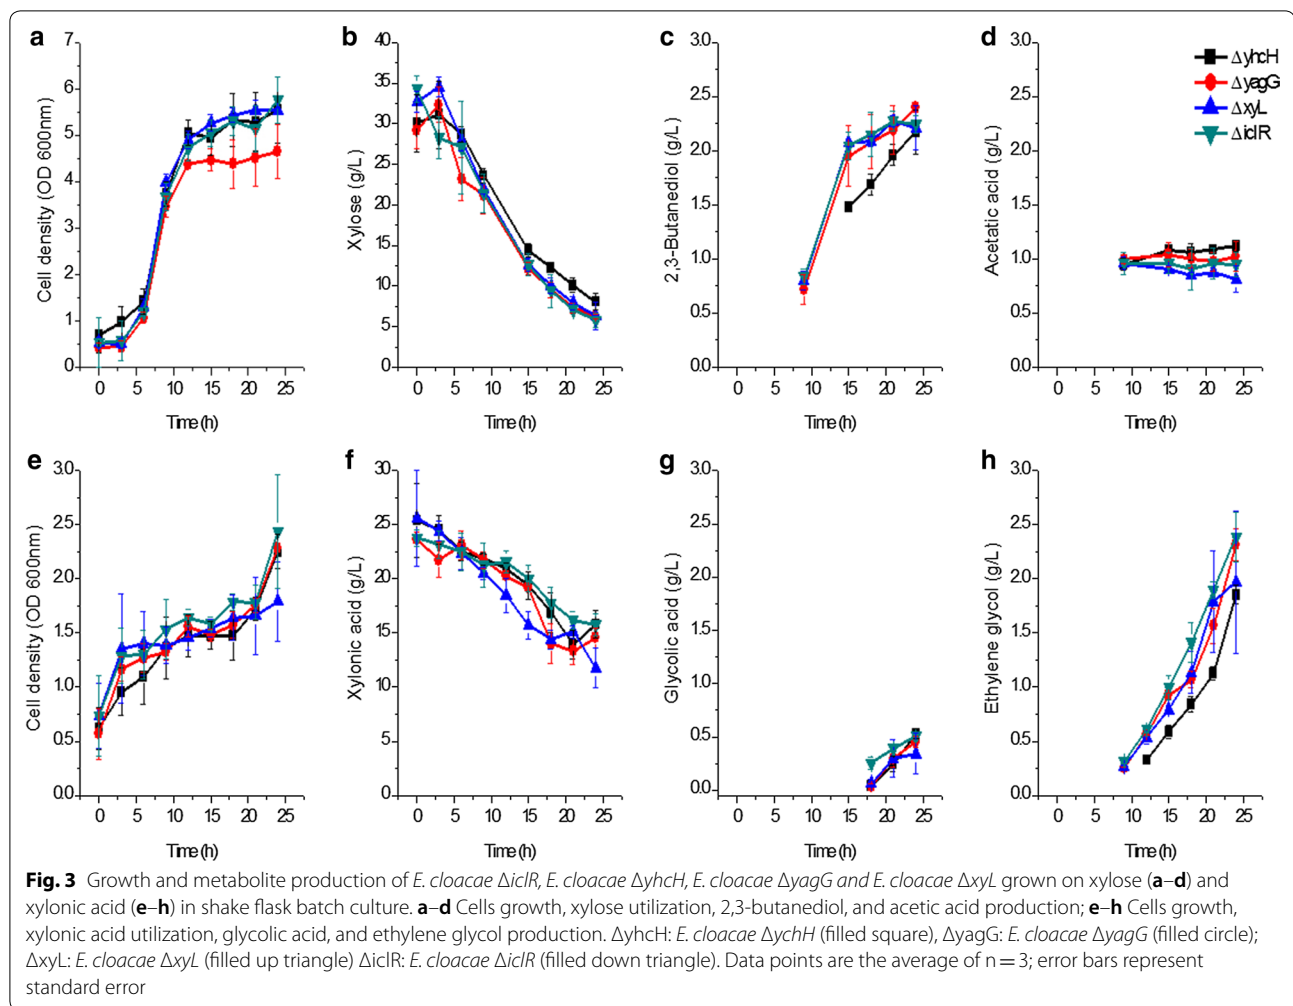 a
b
c
d
7
6
5
4
3
2
1
0
Cell density (OD 600nm)
0 5 10 15 20 25
Time (h)
40
35
30
25
20
15
10
5
0
Xylose (g/L)
0 5 10 15 20 25
Time (h)
3.0
2.5
2.0
1.5
1.0
0.5
0.0
2,3-Butanediol (g/L)
0 5 10 15 20 25
Time (h)
3.0
2.5
2.0
1.5
1.0
0.5
0.0
Acetatic acid (g/L)
0 5 10 15 20 25
Time (h)
ΔyhcH
ΔyagG
ΔxyL
ΔiclR
e
f
g
h
3.0
2.5
2.0
1.5
1.0
0.5
0.0
Cell density (OD 600nm)
0 5 10 15 20 25
Time (h)
30
25
20
15
10
5
0
Xylonic acid (g/L)
0 5 10 15 20 25
Time (h)
3.0
2.5
2.0
1.5
1.0
0.5
0.0
Glycolic acid (g/L)
0 5 10 15 20 25
Time (h)
3.0
2.5
2.0
1.5
1.0
0.5
0.0
Ethylene glycol (g/L)
0 5 10 15 20 25
Time (h)
Fig. 3 Growth and metabolite production of E. cloacae ΔiclR, E. cloacae ΔyhcH, E. cloacae ΔyagG and E. cloacae ΔxyL grown on xylose (a–d) and
xylonic acid (e–h) in shake flask batch culture. a–d Cells growth, xylose utilization, 2,3-butanediol, and acetic acid production; e–h Cells growth,
xylonic acid utilization, glycolic acid, and ethylene glycol production. ΔyhcH: E. cloacae ΔychH (filled square), ΔyagG: E. cloacae ΔyagG (filled circle);
ΔxyL: E. cloacae ΔxyL (filled up triangle) ΔiclR: E. cloacae ΔiclR (filled down triangle). Data points are the average of n = 3; error bars represent
standard error